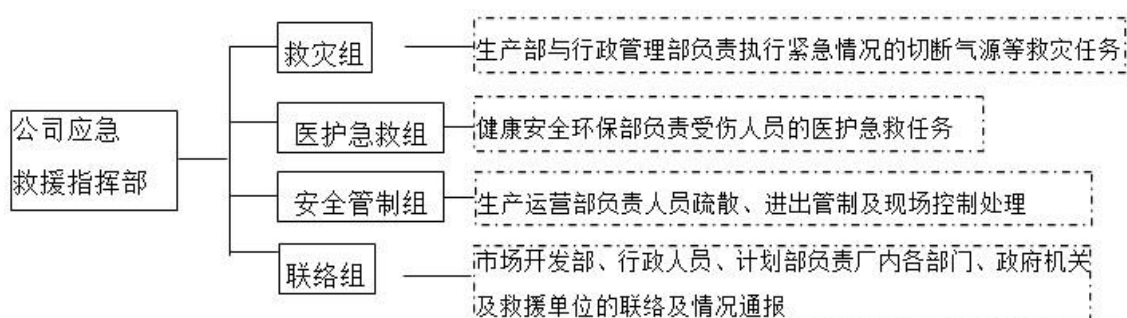 公司应急
救援指挥部
救灾组
生产部与行政管理部负责执行紧急情况的切断气源等救灾任务
医护急救组
健康安全环保部负责受伤人员的医护急救任务
安全管制组
生产运营部负责人员疏散、进出管制及现场控制处理
联络组
市场开发部、行政人员、计划部负责厂内各部门、政府机关
及救援单位的联络及情况通报